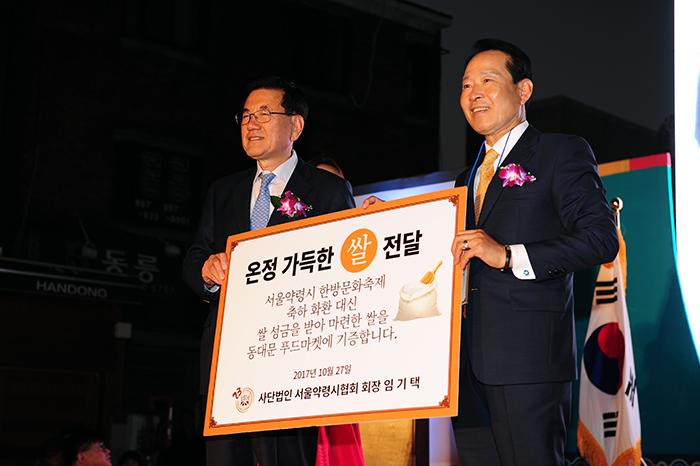 온정 가득한 쌀 전달
서울약령시 한방문화축제
축하 화환 대신
쌀 성금을 받아 마련한 쌀을
동대문 푸드마켓에 기증합니다.
2017년 10월 27일
사단법인 서울약령시협회 회장 임 기 택
동릉
HANDONG